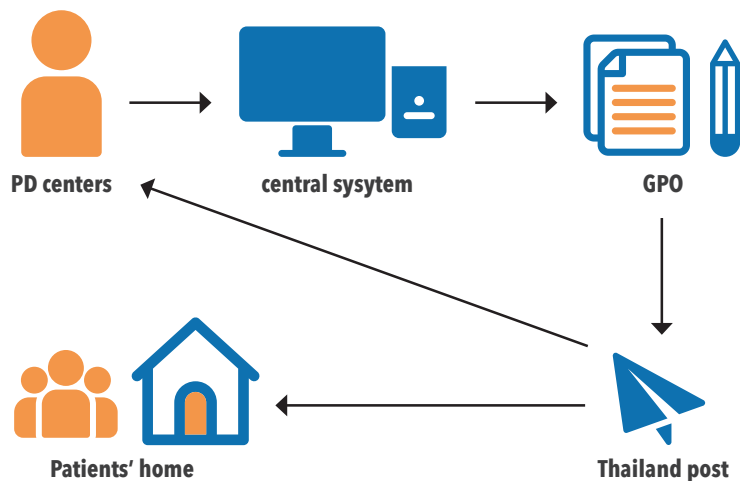 PD centers
central sysytem
GPO
Patients’ home
Thailand post